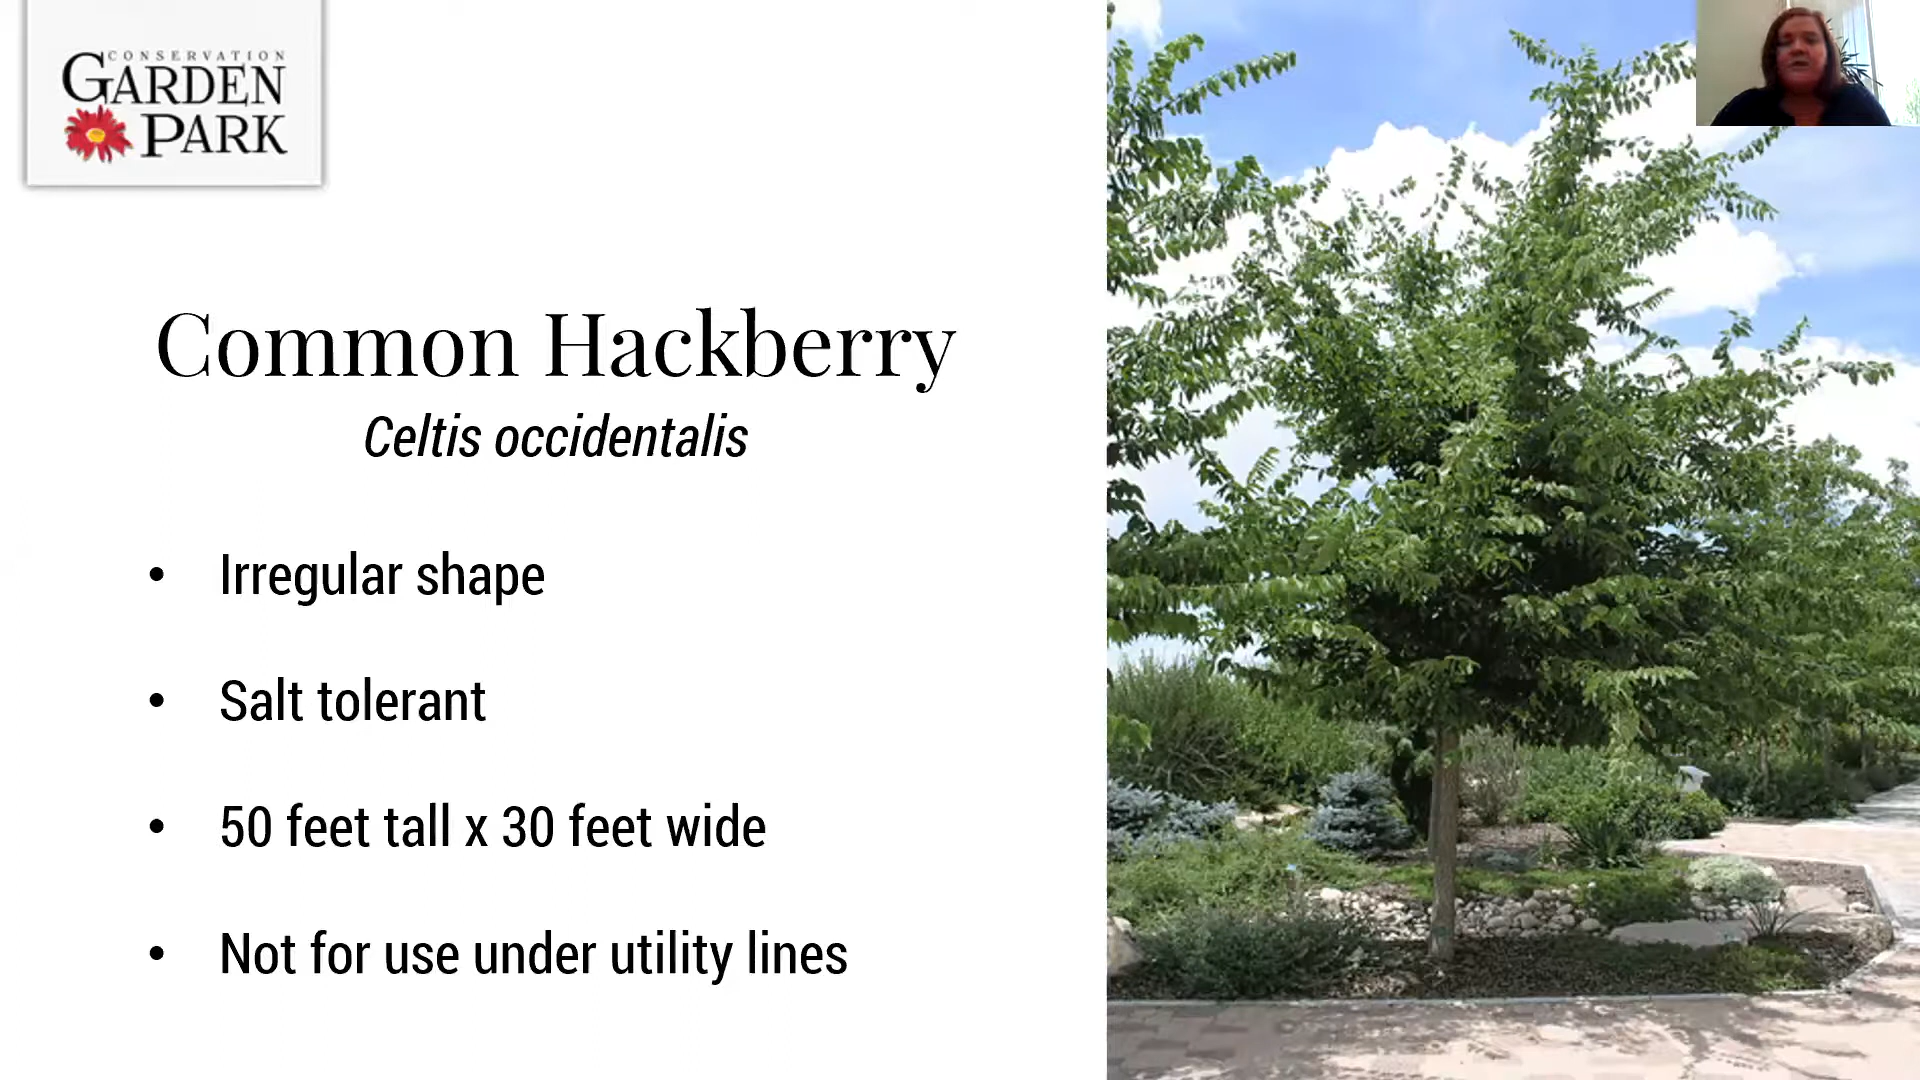 CONSERVATION
GARDEN
PARK
Common Hackberry
Celtis occidentalis
• Irregular shape
• Salt tolerant
• 50 feet tall x 30 feet wide
• Not for use under utility lines